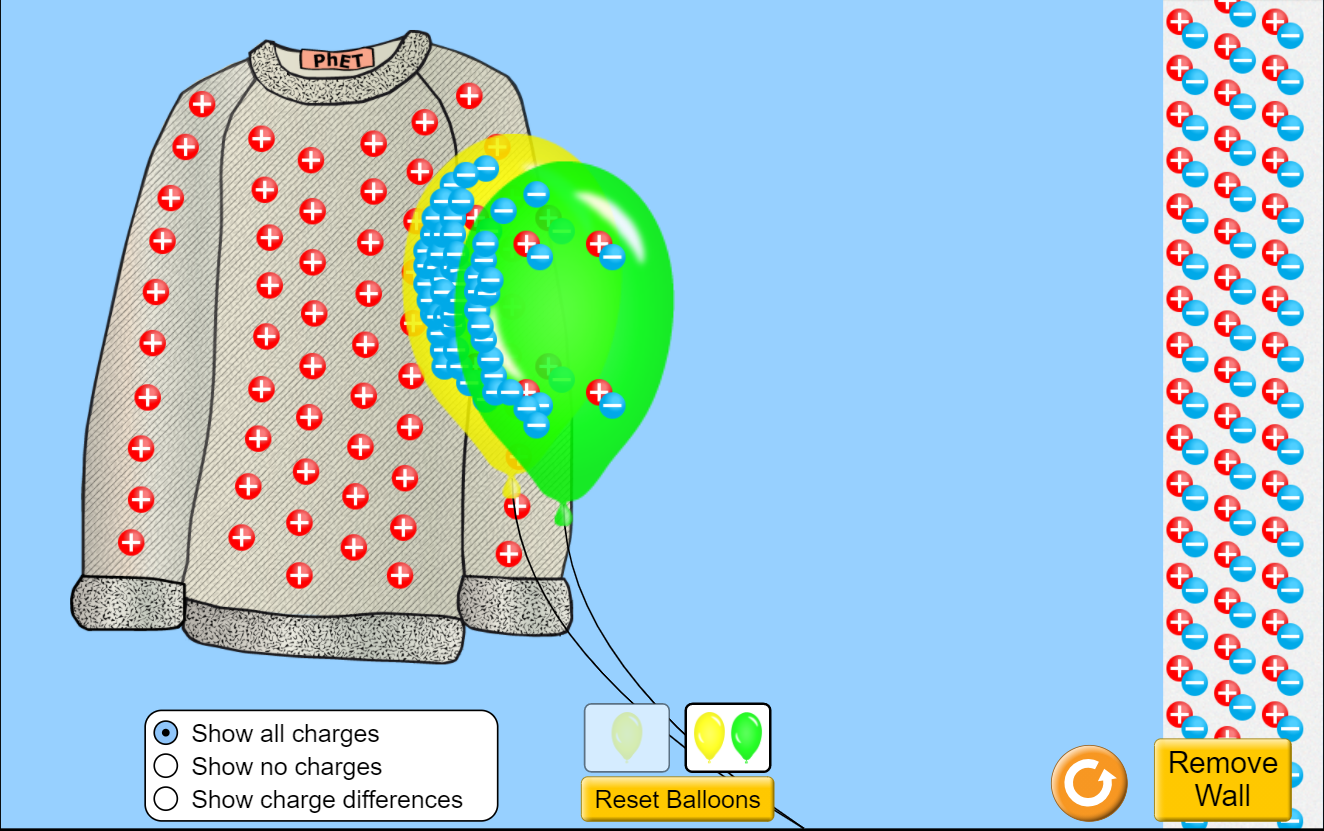 PhET
Show all charges
Show no charges
Show charge differences
Reset Balloons
Remove
Wall